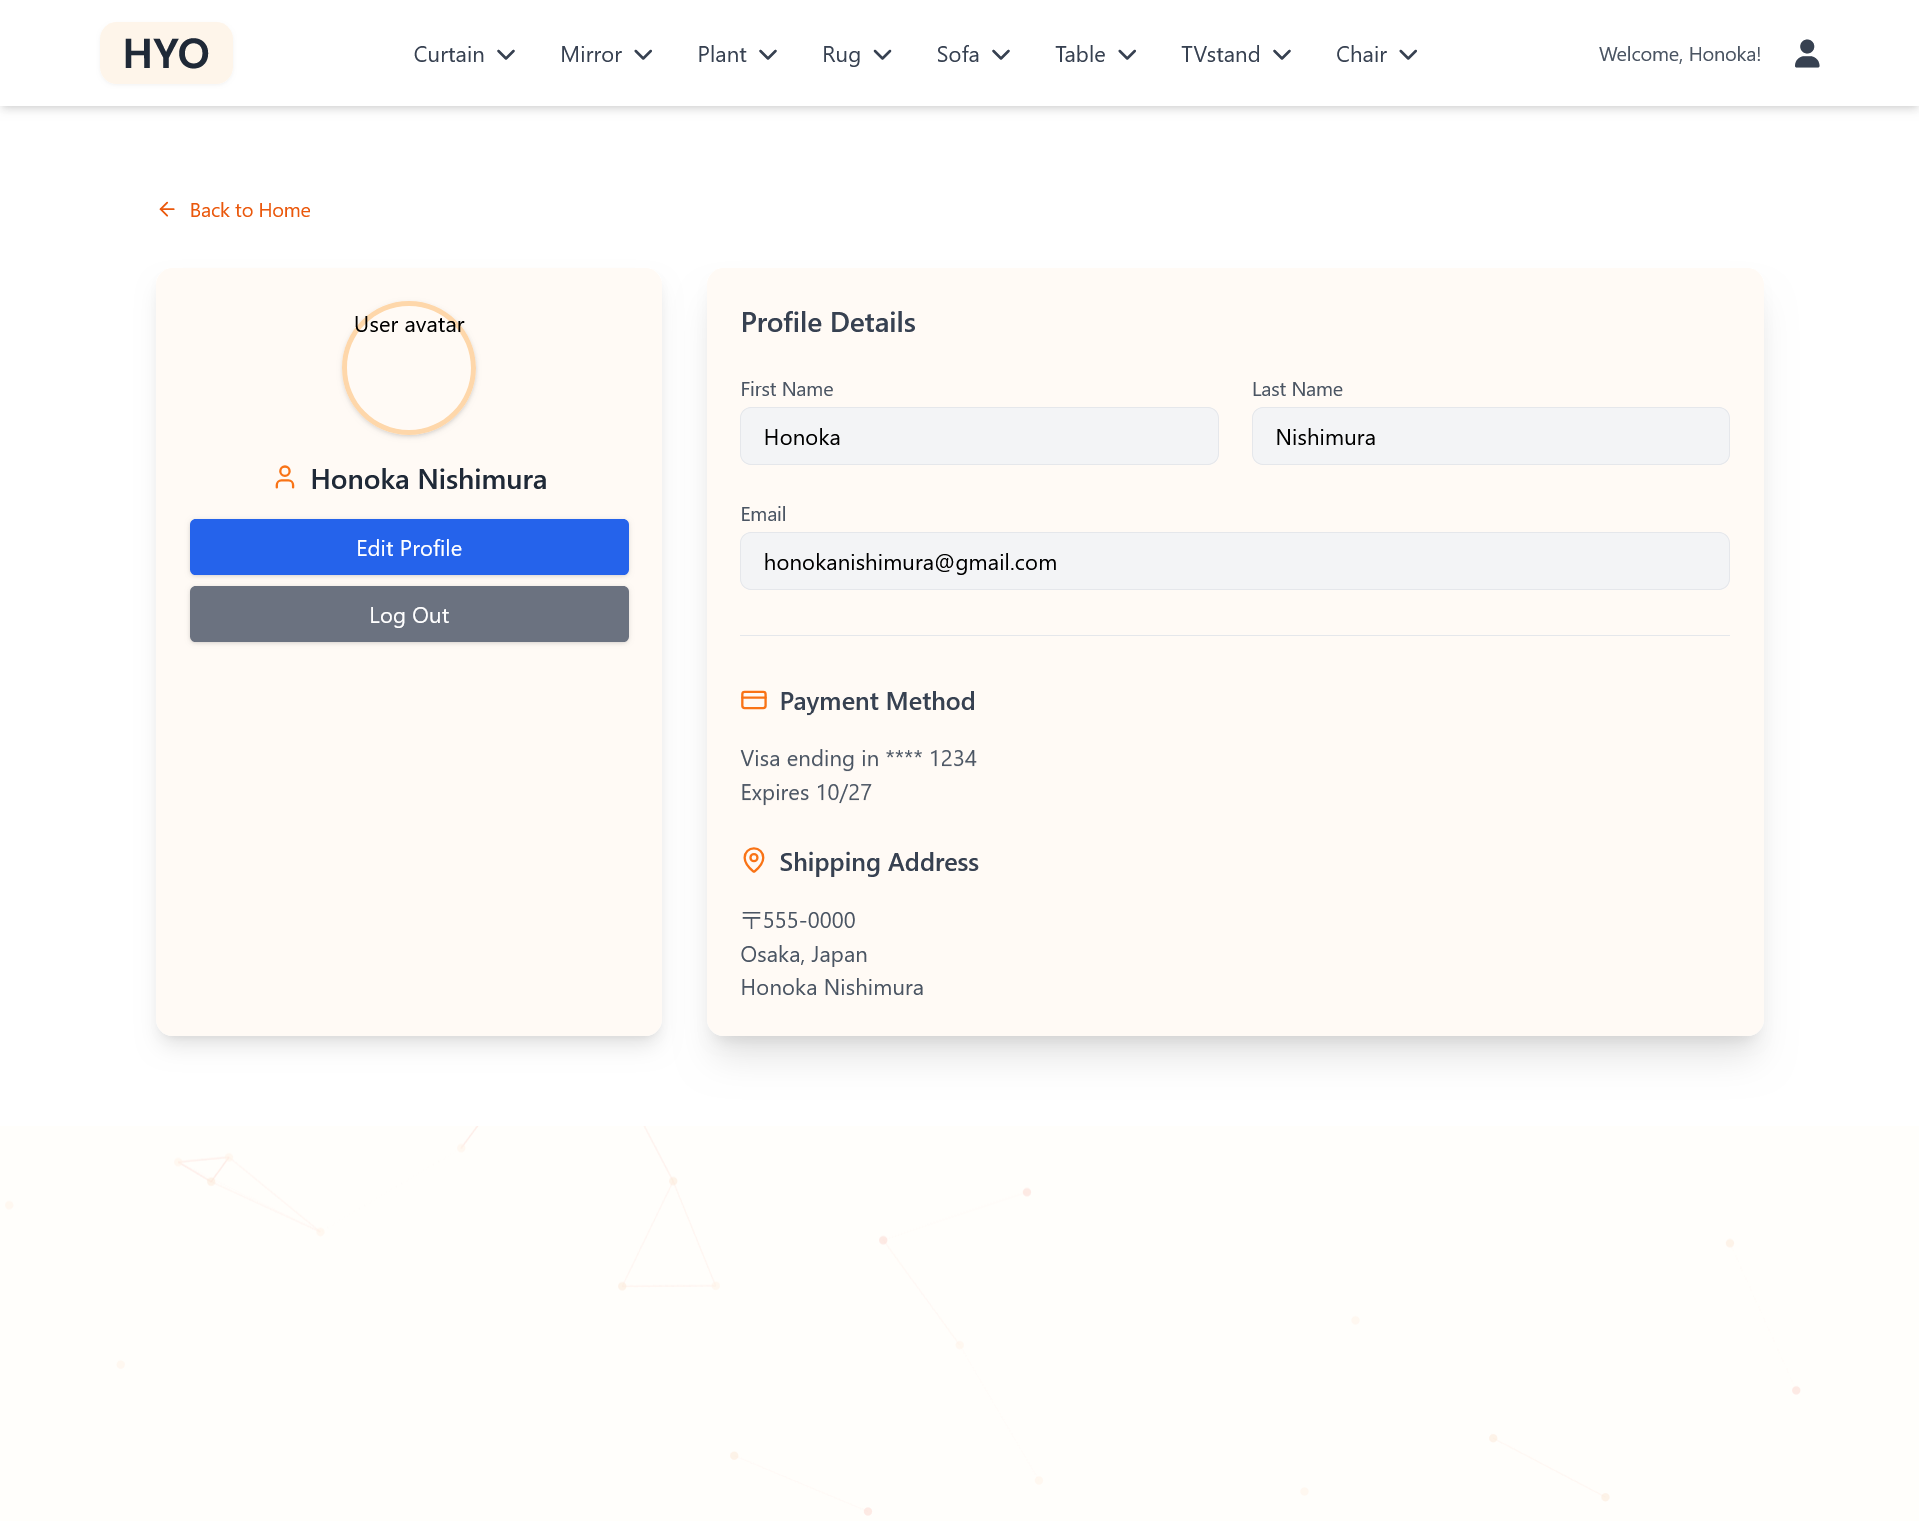 HYO
Curtain
Mirror
Plant
Rug
Sofa
Table
TVstand
Chair
Welcome, Honoka!
Back to Home
User avatar
Honoka Nishimura
Edit Profile
Log Out
Profile Details
First Name
Last Name
Honoka
Nishimura
Email
honokanishimura@gmail.com
Payment Method
Visa ending in **** 1234
Expires 10/27
Shipping Address
〒555-0000
Osaka, Japan
Honoka Nishimura